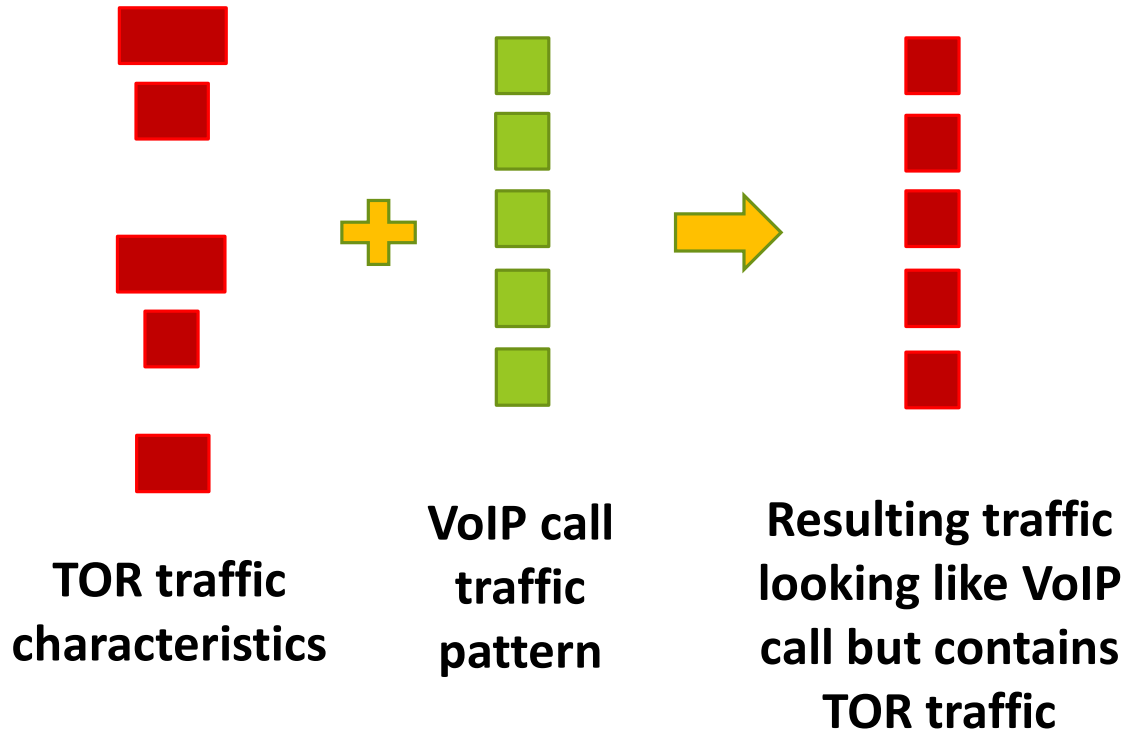 TOR traffic
characteristics
VoIP call
traffic
pattern
Resulting traffic
looking like VoIP
call but contains
TOR traffic